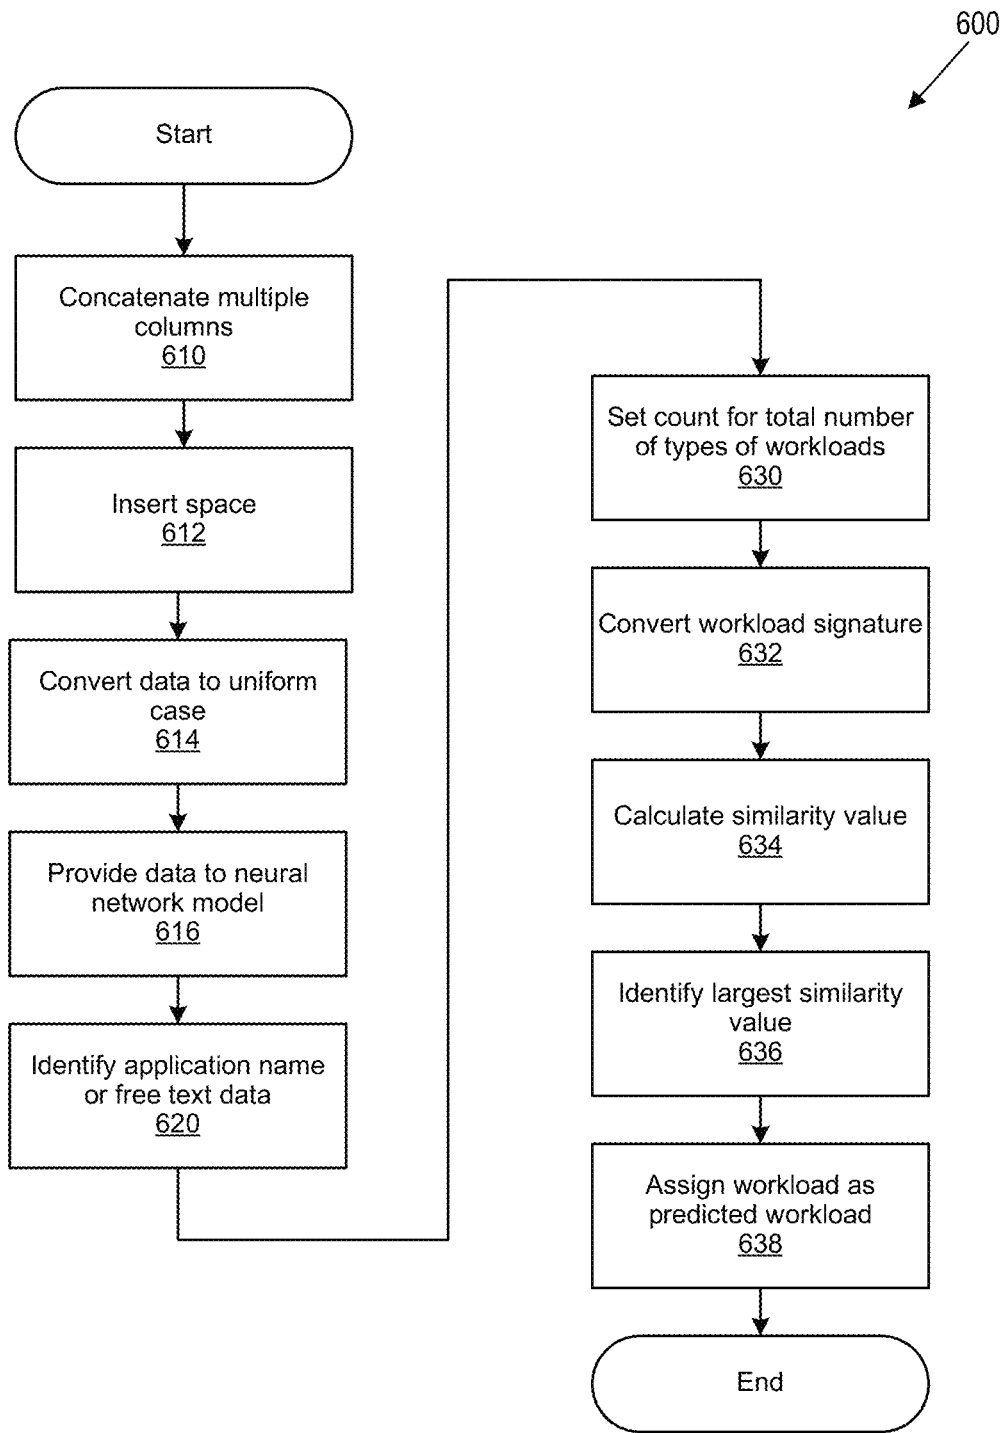 600
Start
Concatenate multiple
columns
610
Insert space
612
Convert data to uniform
case
614
Provide data to neural
network model
616
Identify application name
or free text data
620
Set count for total number
of types of workloads
630
Convert workload signature
632
Calculate similarity value
634
Identify largest similarity
value
636
Assign workload as
predicted workload
638
End